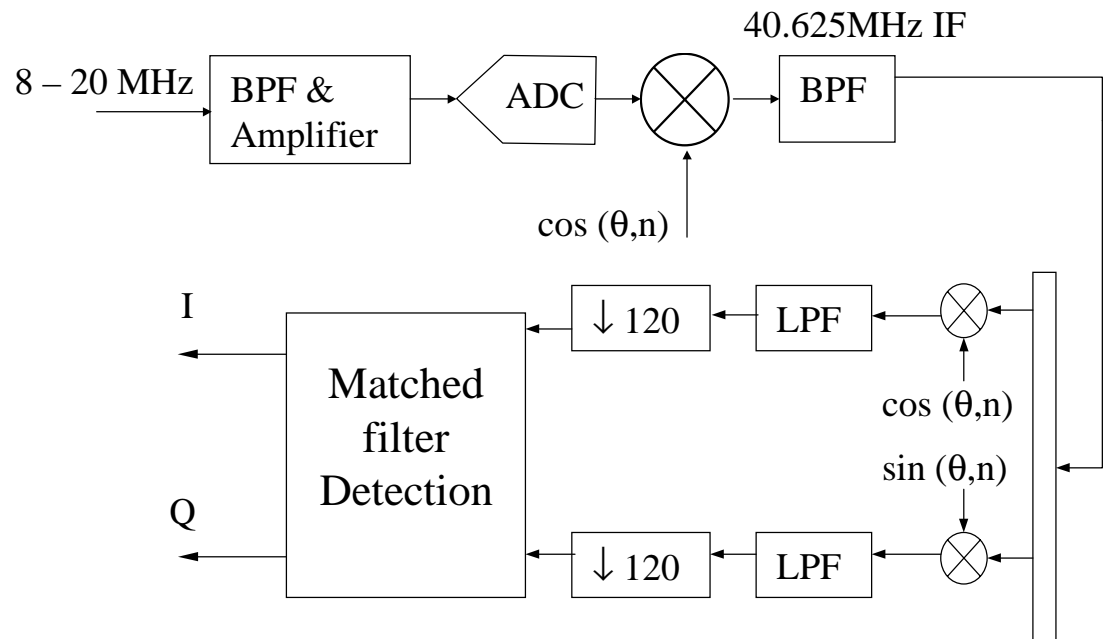 40.625MHz IF
8 – 20 MHz
BPF &
Amplifier
ADC
BPF
cos (θ,n)
I
↓ 120
LPF
cos (θ,n)
Matched
filter
Detection
sin (θ,n)
Q
↓ 120
LPF